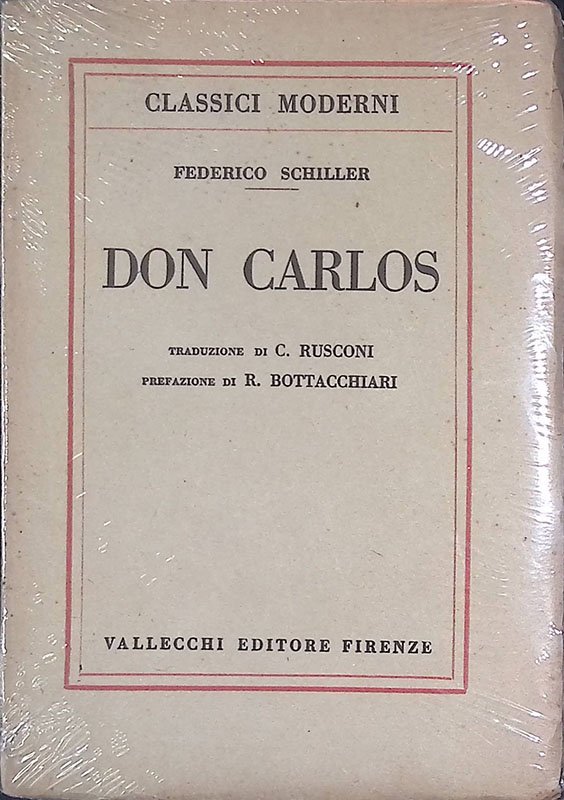 CLASSICI MODERNI
FEDERICO SCHILLER
DON CARLOS
TRADUZIONE DI C. RUSCONI
PREFAZIONE DI R. BOTTACCHIARI
VALLECCHI EDITORE FIRENZE